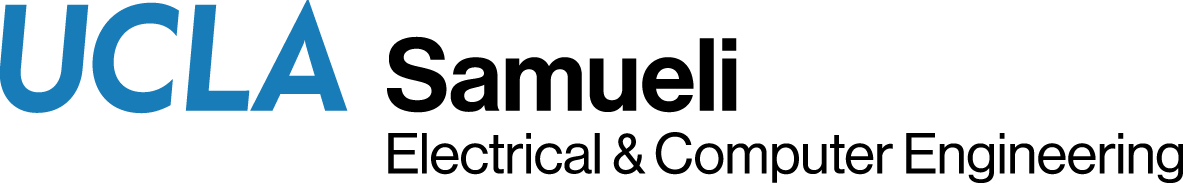 UCLA Samueli
Electrical & Computer Engineering